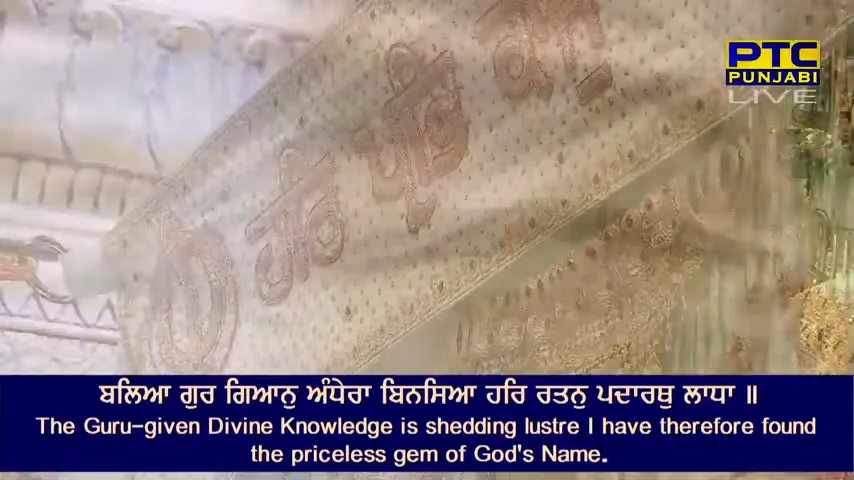 PTC
PUNJABI
LIVE
ਬਲਿਆ ਗੁਰ ਗਿਆਨੁ ਅੰਧੇਰਾ ਬਿਨਸਿਆ ਹਰਿ ਰਤਨੁ ਪਦਾਰਥੁ ਲਾਧਾ ॥
The Guru-given Divine Knowledge is shedding lustre I have therefore found
the priceless gem of God's Name.